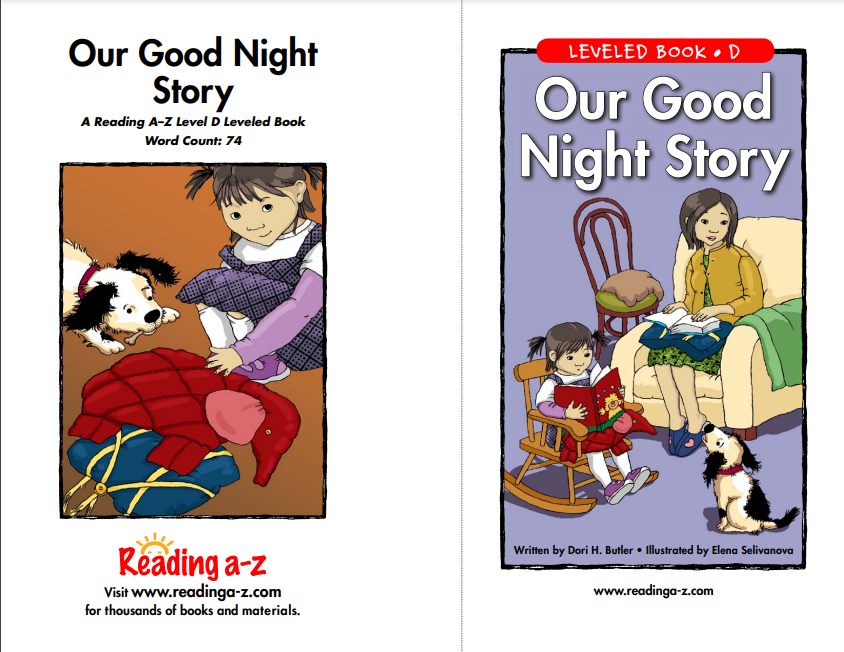 Our Good Night
Story
A Reading A–Z Level D Leveled Book
Word Count: 74
Reading a-z
Visit www.readinga-z.com
for thousands of books and materials.
LEVELED BOOK • D
Our Good
Night Story
Written by Dori H. Butler • Illustrated by Elena Selivanova
www.readinga-z.com